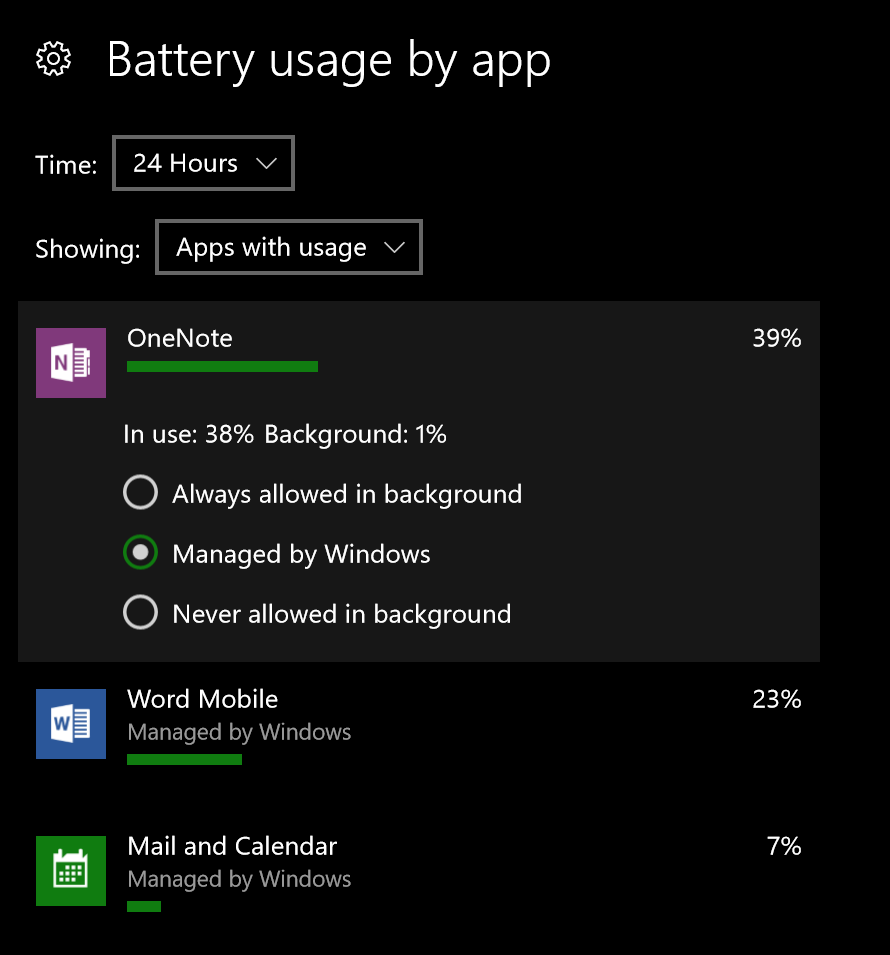 Battery usage by app
Time: 24 Hours
Showing: Apps with usage
N
OneNote 39%
In use: 38% Background: 1%
Always allowed in background
Managed by Windows
Never allowed in background
W
Word Mobile 23%
Managed by Windows
Mail and Calendar 7%
Managed by Windows